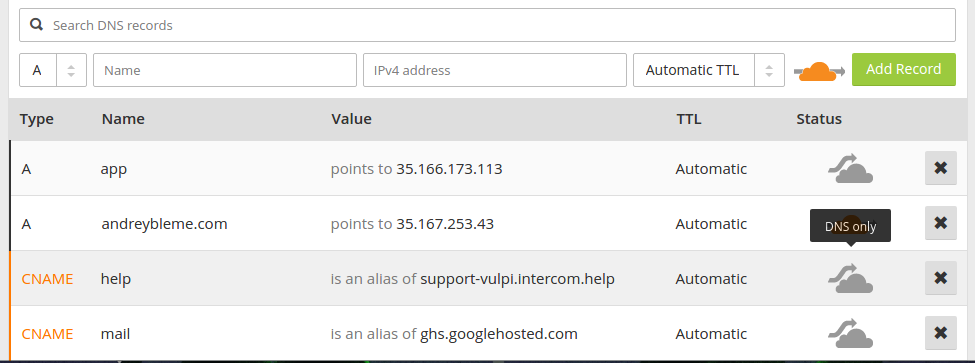 Search DNS records
A Name IPv4 address Automatic TTL Add Record
Type Name Value TTL Status
A app points to 35.166.173.113 Automatic
A andreybleme.com points to 35.167.253.43 Automatic
DNS only
CNAME help is an alias of support-vulpi.intercom.help Automatic
CNAME mail is an alias of ghs.googlehosted.com Automatic